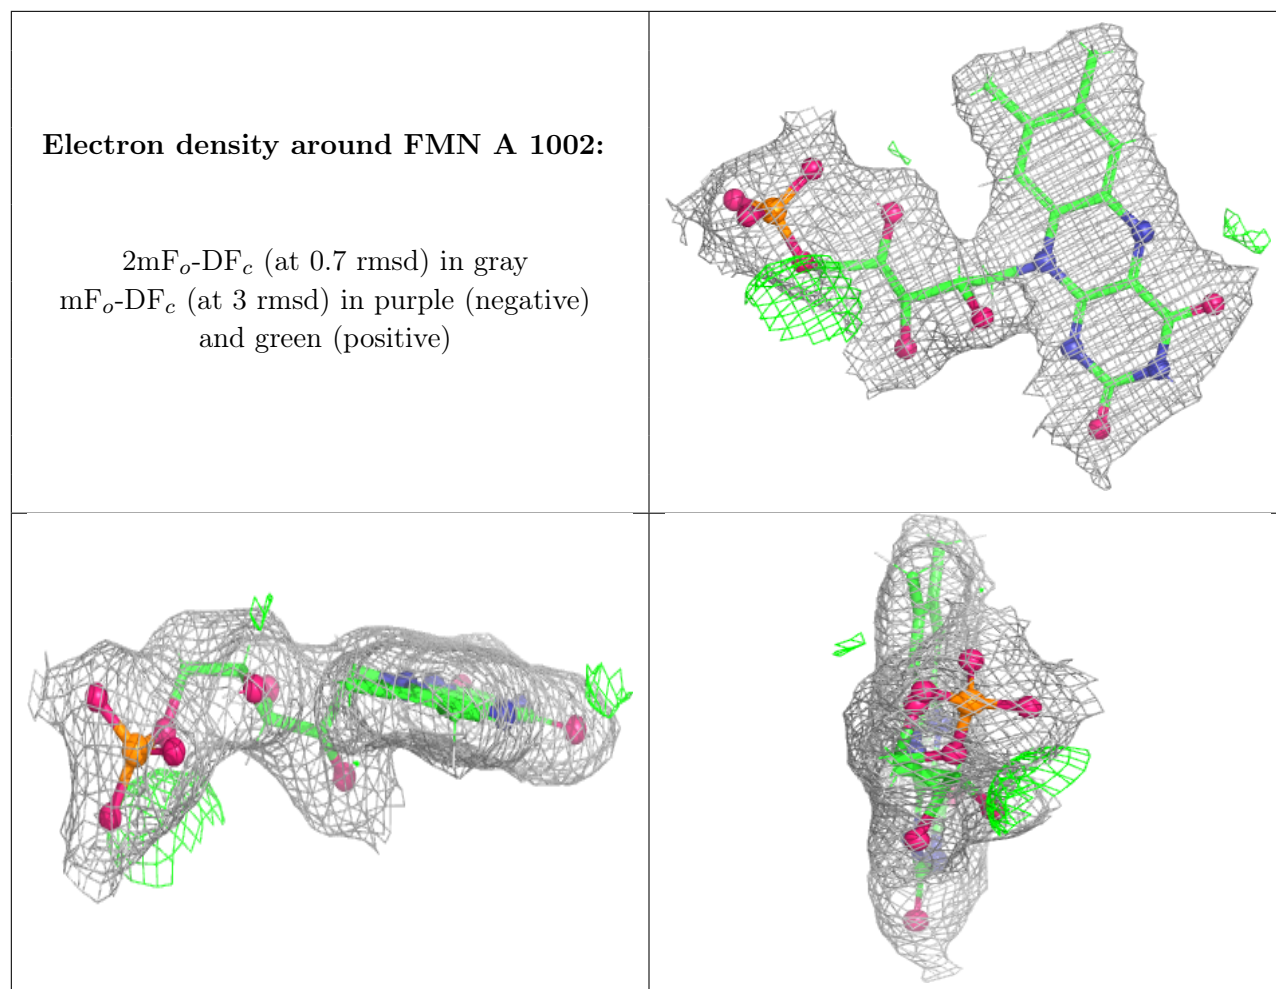 Electron density around FMN A 1002:
2mFo-DFc (at 0.7 rmsd) in gray
mFo-DFc (at 3 rmsd) in purple (negative)
and green (positive)